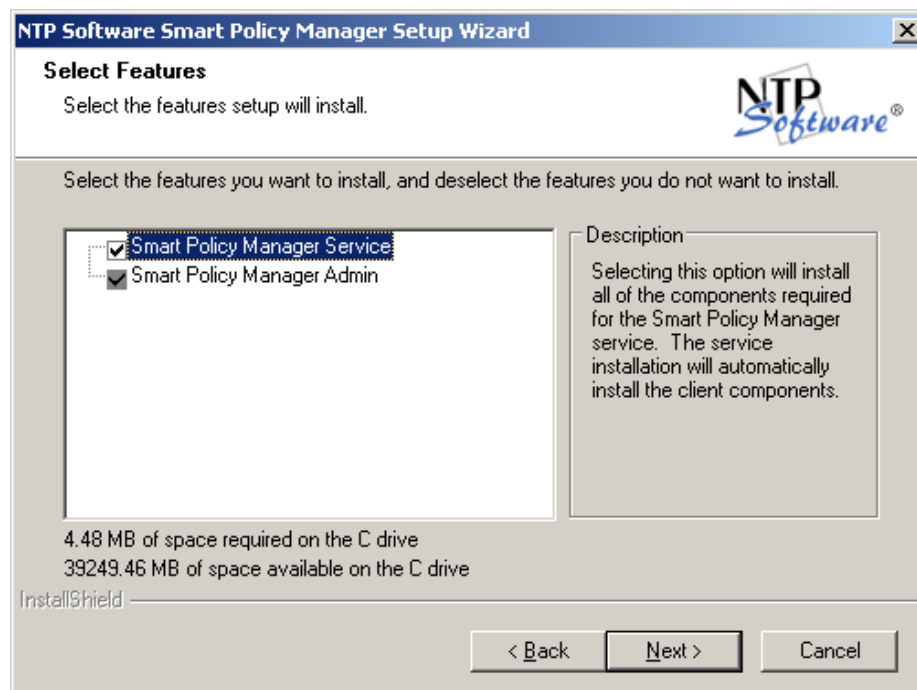 NTP Software Smart Policy Manager Setup Wizard
Select Features
Select the features setup will install.
NTP
Software®
Select the features you want to install, and deselect the features you do not want to install.
Smart Policy Manager Service
Smart Policy Manager Admin
Description
Selecting this option will install
all of the components required
for the Smart Policy Manager
service. The service
installation will automatically
install the client components.
4.48 MB of space required on the C drive
39249.46 MB of space available on the C drive
InstallShield
< Back
Next >
Cancel